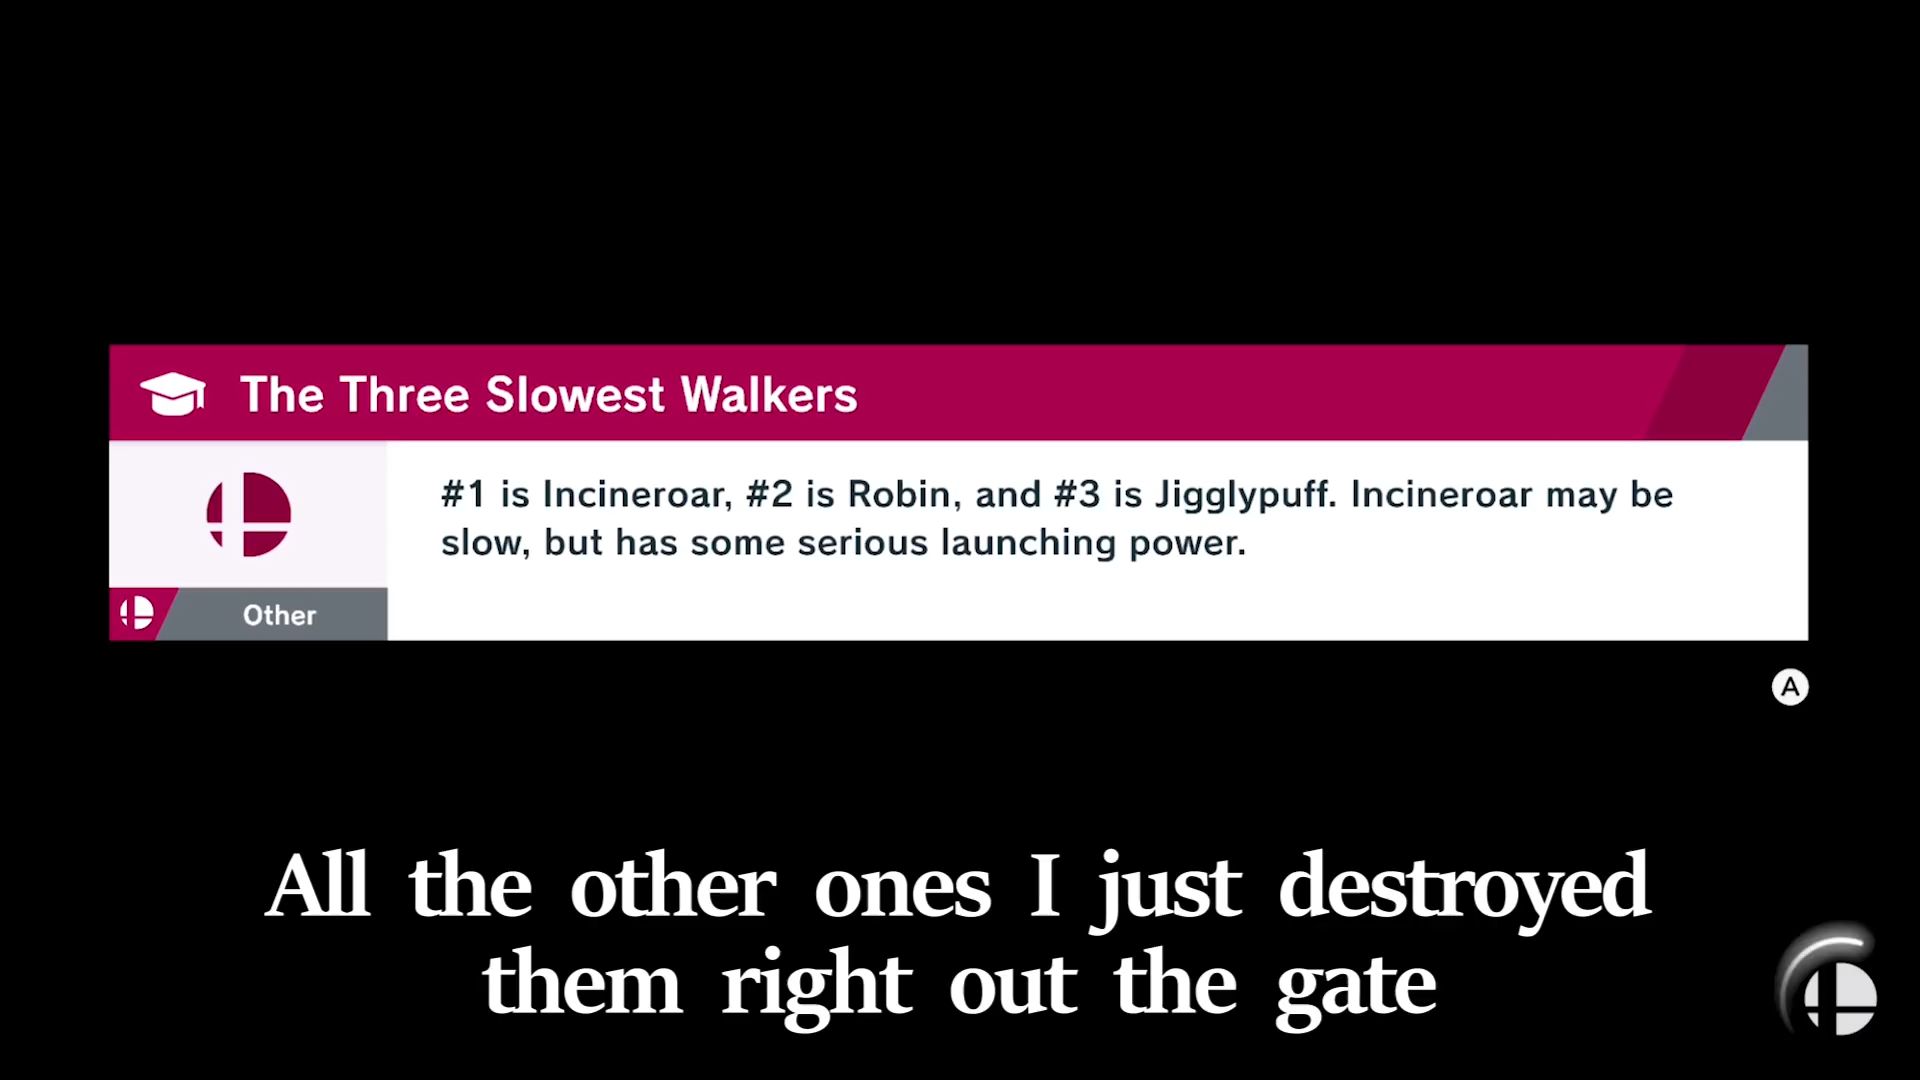 The Three Slowest Walkers
#1 is Incineroar, #2 is Robin, and #3 is Jigglypuff. Incineroar may be
slow, but has some serious launching power.
Other
A
All the other ones I just destroyed
them right out the gate